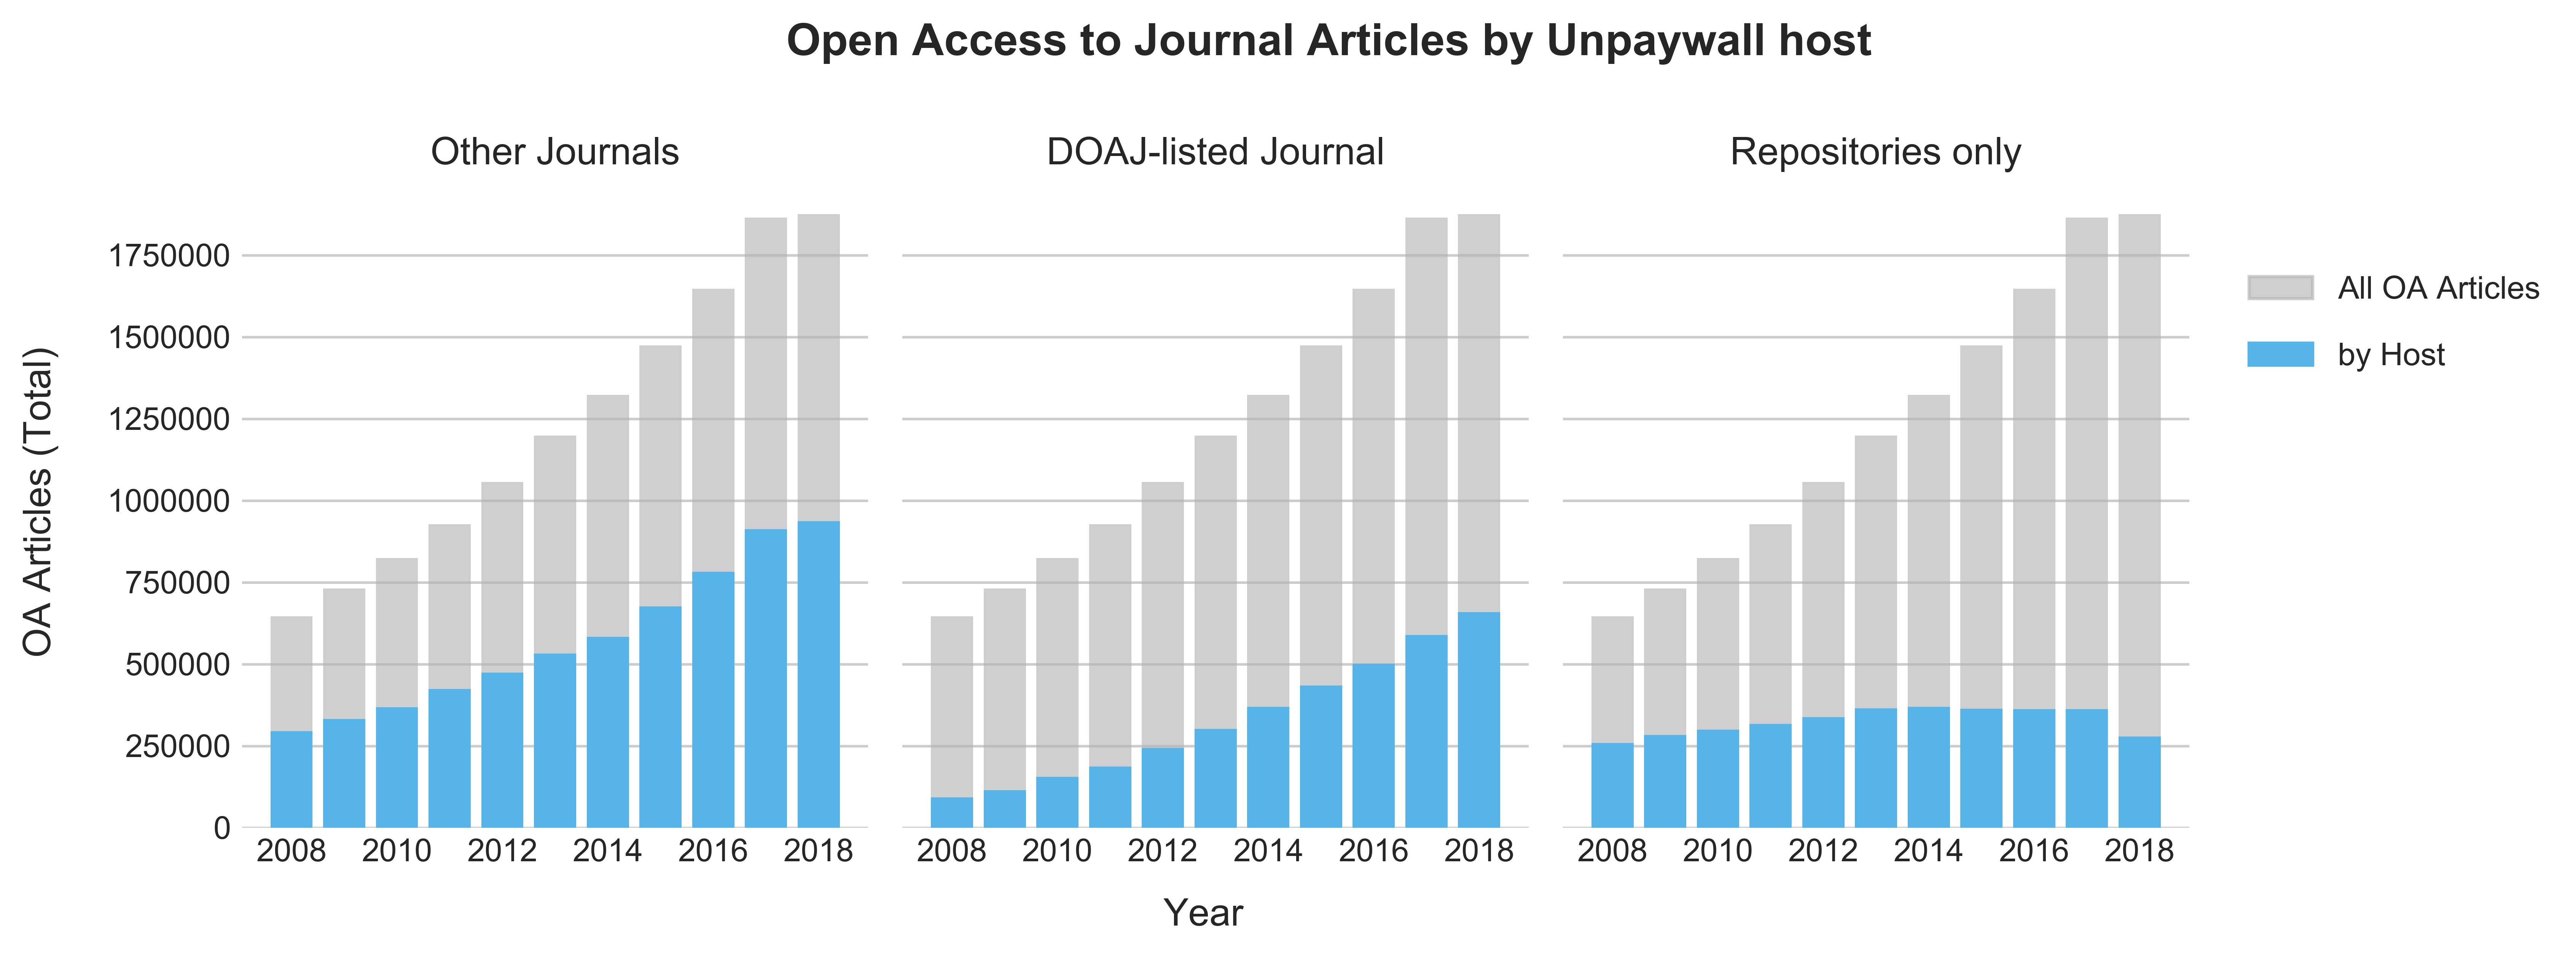 Open Access to Journal Articles by Unpaywall host
Other Journals
DOAJ-listed Journal
Repositories only
OA Articles (Total)
1750000
1500000
1250000
1000000
750000
500000
250000
0
2008 2010 2012 2014 2016 2018
2008 2010 2012 2014 2016 2018
2008 2010 2012 2014 2016 2018
Year
All OA Articles
by Host